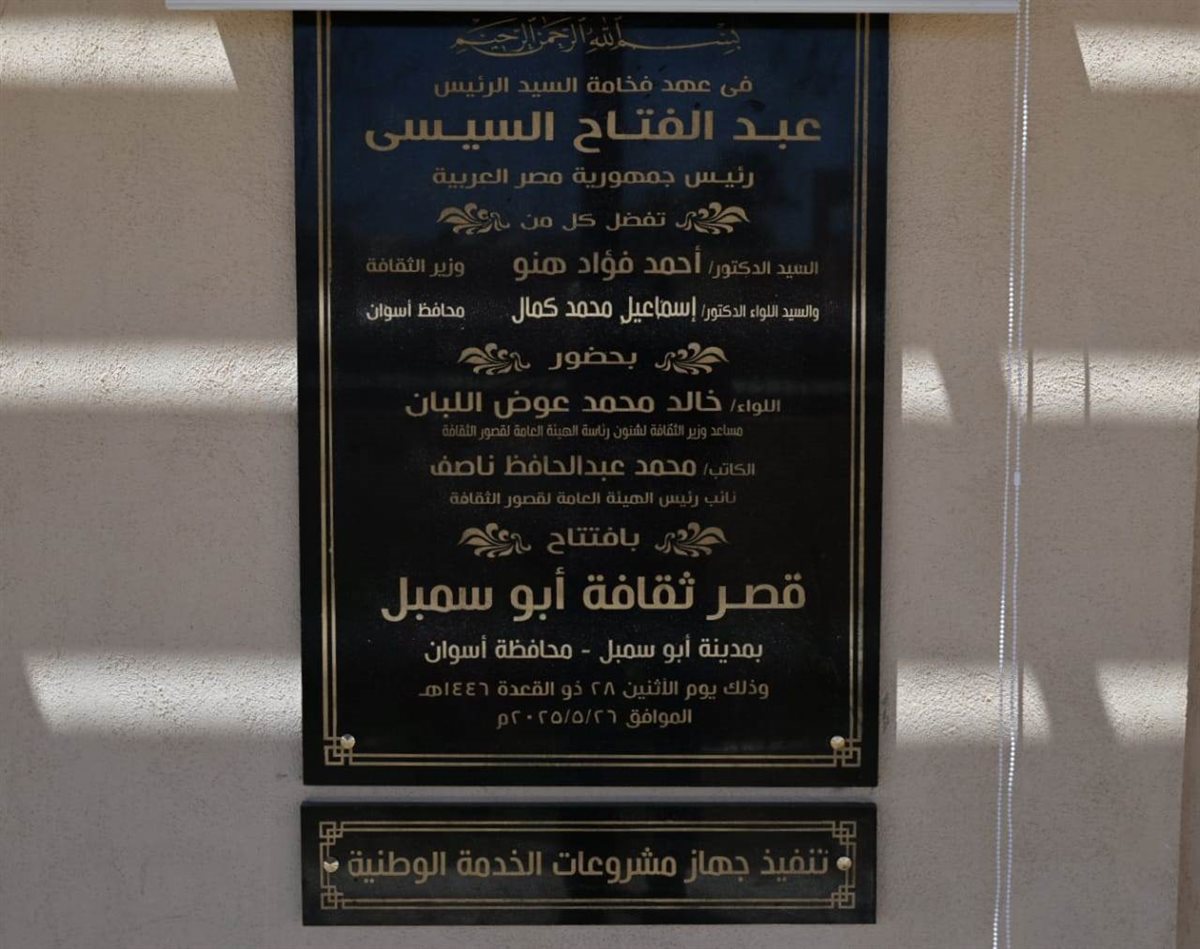 بسم الله الرحمن الرحيم
فى عهد فخامة السيد الرئيس
عبد الفتاح السيسى
رئيس جمهورية مصر العربية
تفضل كل من
السيد الدكتور/ أحمد فؤاد هنو وزير الثقافة
والسيد اللواء الدكتور/ إسماعيل محمد كمال محافظ أسوان
بحضور
اللواء/ خالد محمد عوض اللبان
مساعد وزير الثقافة لشئون رئاسة الهيئة العامة لقصور الثقافة
الكاتب/ محمد عبدالحافظ ناصف
نائب رئيس الهيئة العامة لقصور الثقافة
بافتتاح
قصر ثقافة أبو سمبل
بمدينة أبو سمبل - محافظة أسوان
وذلك يوم الأثنين ٢٨ ذو القعدة ١٤٤٦هـ
الموافق ٢٠٢٥/٥/٢٦م
تنفيذ جهاز مشروعات الخدمة الوطنية